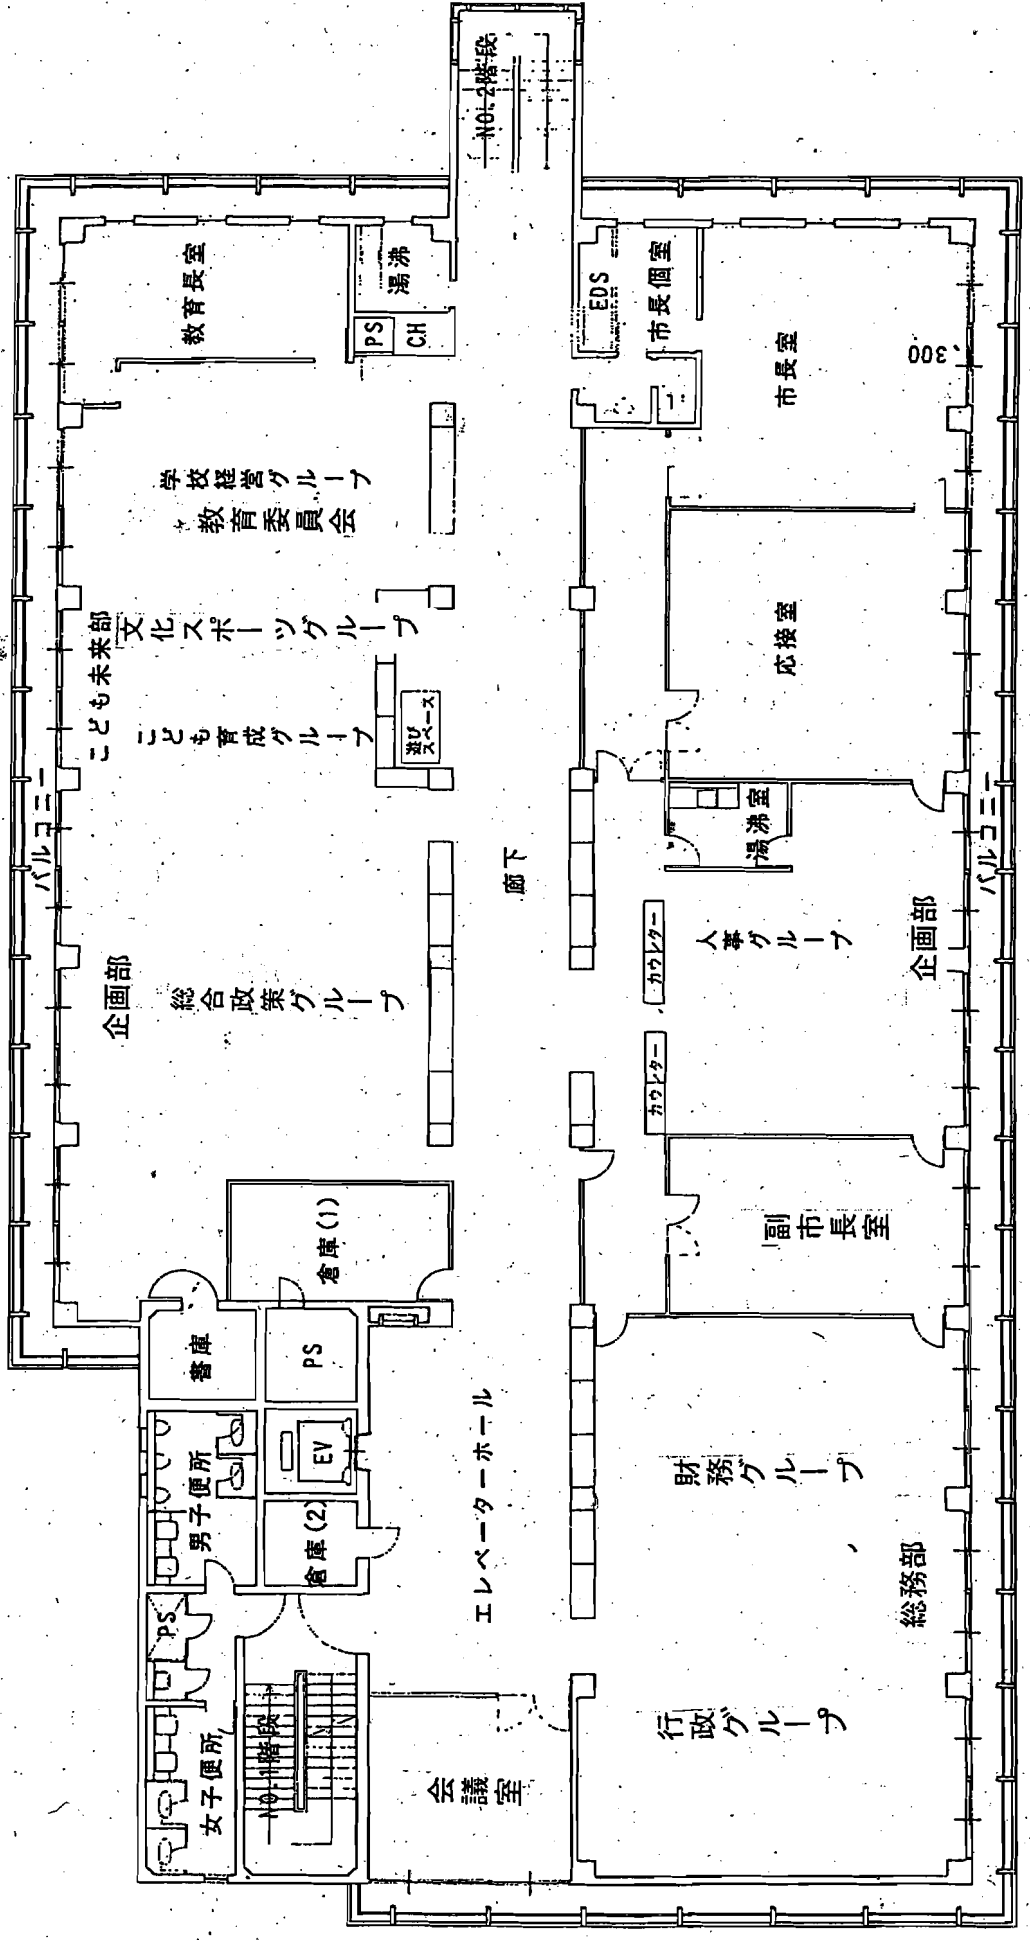 NO.2階段
教育長室
湯沸
PS
CH
EDS
市長個室
市長室
300
学校経営グループ
教育委員会
こども未来部
文化スポーツグループ
こども育成グループ
遊び
スペース
応接室
バルコニー
廊下
湯沸室
バルコニー
企画部
総合政策グループ
カウンター
カウンター
人事グループ
企画部
倉庫(1)
副市長室
書庫
PS
EV
男子便所
倉庫(2)
エレベーターホール
財務グループ
総務部
PS
女子便所
NO.1階段
会議室
行政グループ